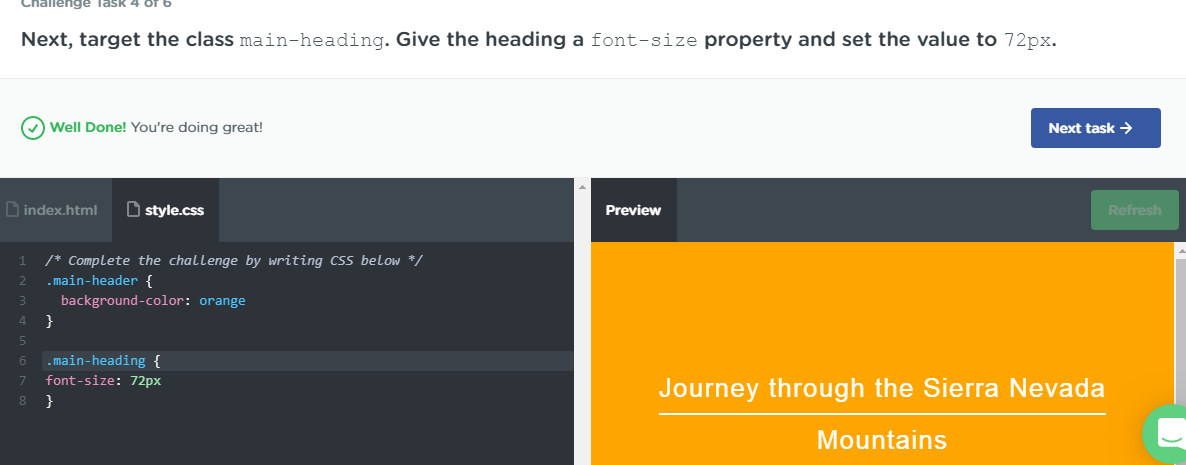 Challenge Task 4 of 6
Next, target the class main-heading. Give the heading a font-size property and set the value to 72px.
Well Done! You're doing great!
Next task →
index.html
style.css
Preview
Refresh
1 /* Complete the challenge by writing CSS below */
2 .main-header {
3 background-color: orange
4 }
5
6 .main-heading {
7 font-size: 72px
8 }
Journey through the Sierra Nevada
Mountains